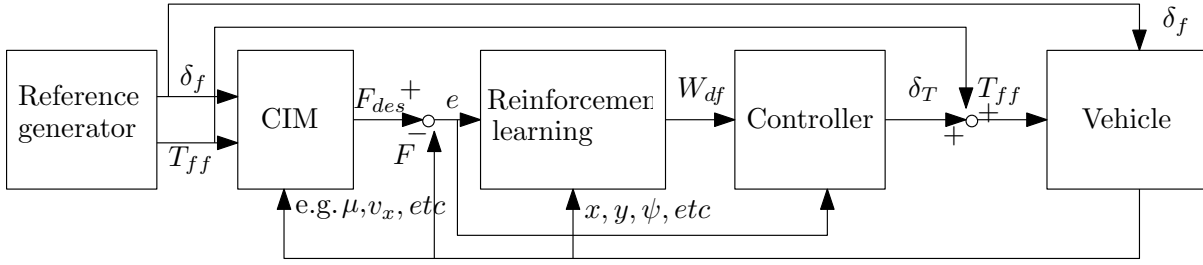 δ_f
Reference
generator
δ_f
T_ff
CIM
F_des
+
−
F
e
Reinforcemen
learning
W_df
Controller
δ_T
T_ff
+
+
Vehicle
e.g. μ, v_x, etc
x, y, ψ, etc